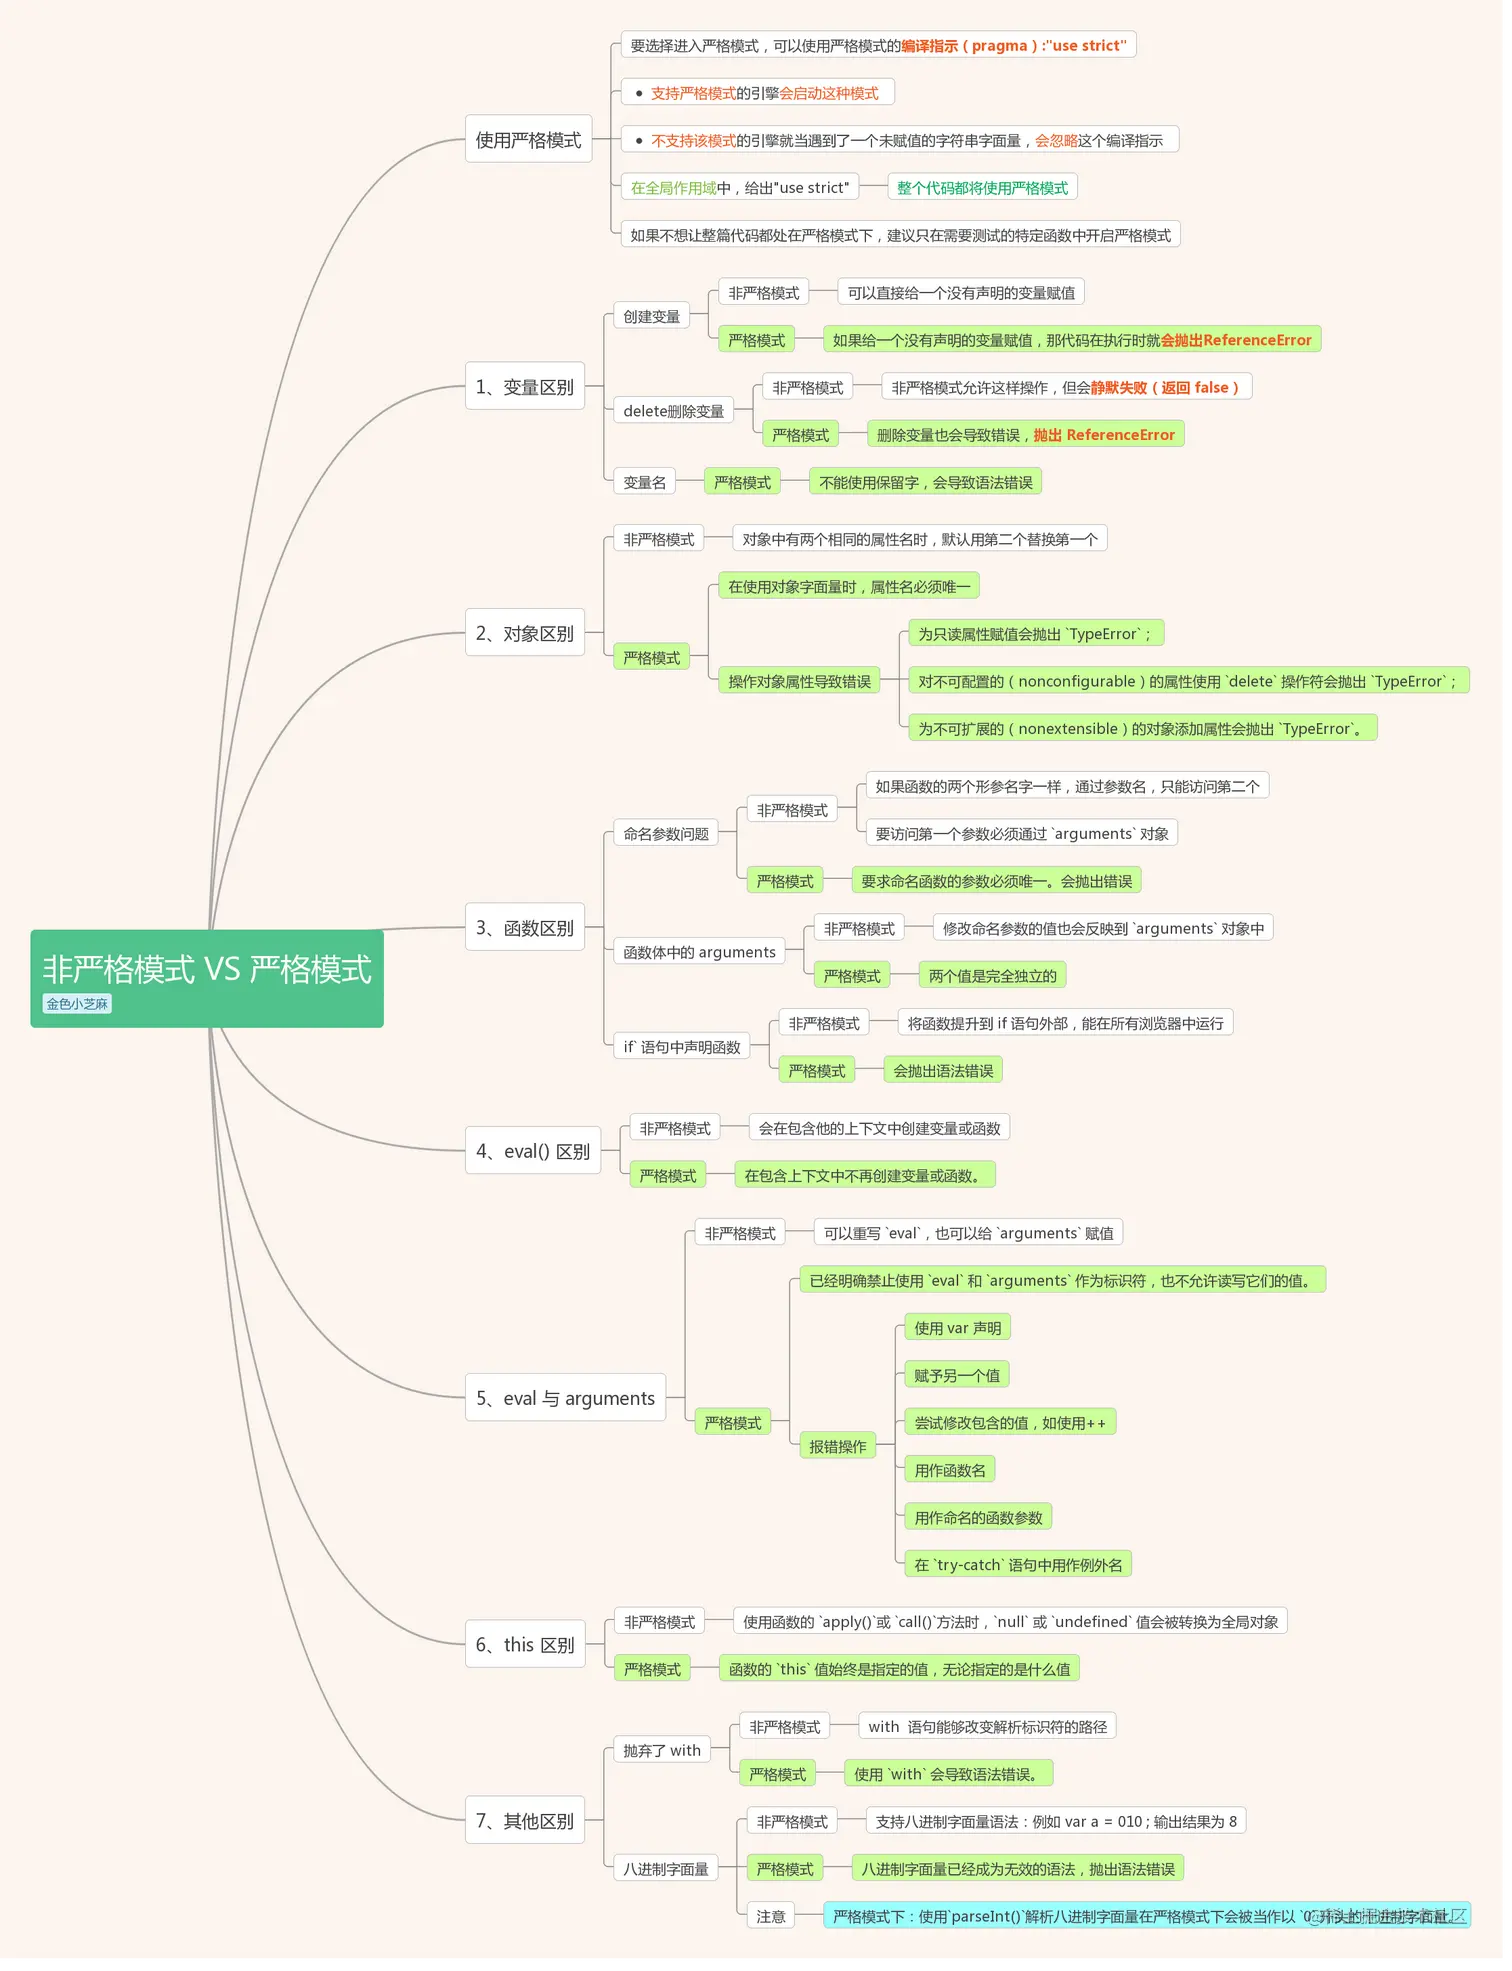 要选择进入严格模式，可以使用严格模式的编译指示（pragma）:"use strict"
• 支持严格模式的引擎会启动这种模式
使用严格模式
• 不支持该模式的引擎就当遇到了一个未赋值的字符串字面量，会忽略这个编译指示
在全局作用域中，给出"use strict"
整个代码都将使用严格模式
如果不想让整篇代码都处在严格模式下，建议只在需要测试的特定函数中开启严格模式
1、变量区别
创建变量
非严格模式
可以直接给一个没有声明的变量赋值
严格模式
如果给一个没有声明的变量赋值，那代码在执行时就会抛出ReferenceError
delete删除变量
非严格模式
非严格模式允许这样操作，但会静默失败（返回 false）
严格模式
删除变量也会导致错误，抛出 ReferenceError
变量名
严格模式
不能使用保留字，会导致语法错误
2、对象区别
非严格模式
对象中有两个相同的属性名时，默认用第二个替换第一个
严格模式
在使用对象字面量时，属性名必须唯一
操作对象属性导致错误
为只读属性赋值会抛出 `TypeError`；
对不可配置的（nonconfigurable）的属性使用 `delete` 操作符会抛出 `TypeError`；
为不可扩展的（nonextensible）的对象添加属性会抛出 `TypeError`。
非严格模式 VS 严格模式
金色小芝麻
3、函数区别
命名参数问题
非严格模式
如果函数的两个形参名字一样，通过参数名，只能访问第二个
要访问第一个参数必须通过 `arguments` 对象
严格模式
要求命名函数的参数必须唯一。会抛出错误
函数体中的 arguments
非严格模式
修改命名参数的值也会反映到 `arguments` 对象中
严格模式
两个值是完全独立的
if` 语句中声明函数
非严格模式
将函数提升到 if 语句外部，能在所有浏览器中运行
严格模式
会抛出语法错误
4、eval() 区别
非严格模式
会在包含他的上下文中创建变量或函数
严格模式
在包含上下文中不再创建变量或函数。
5、eval 与 arguments
非严格模式
可以重写 `eval`，也可以给 `arguments` 赋值
严格模式
已经明确禁止使用 `eval` 和 `arguments` 作为标识符，也不允许读写它们的值。
报错操作
使用 var 声明
赋予另一个值
尝试修改包含的值，如使用++
用作函数名
用作命名的函数参数
在 `try-catch` 语句中用作例外名
6、this 区别
非严格模式
使用函数的 `apply()`或 `call()`方法时，`null` 或 `undefined` 值会被转换为全局对象
严格模式
函数的 `this` 值始终是指定的值，无论指定的是什么值
7、其他区别
抛弃了 with
非严格模式
with 语句能够改变解析标识符的路径
严格模式
使用 `with` 会导致语法错误。
八进制字面量
非严格模式
支持八进制字面量语法：例如 var a = 010 ; 输出结果为 8
严格模式
八进制字面量已经成为无效的语法，抛出语法错误
注意
严格模式下：使用`parseInt()`解析八进制字面量在严格模式下会被当作以 `0` 开头的十进制字面量。